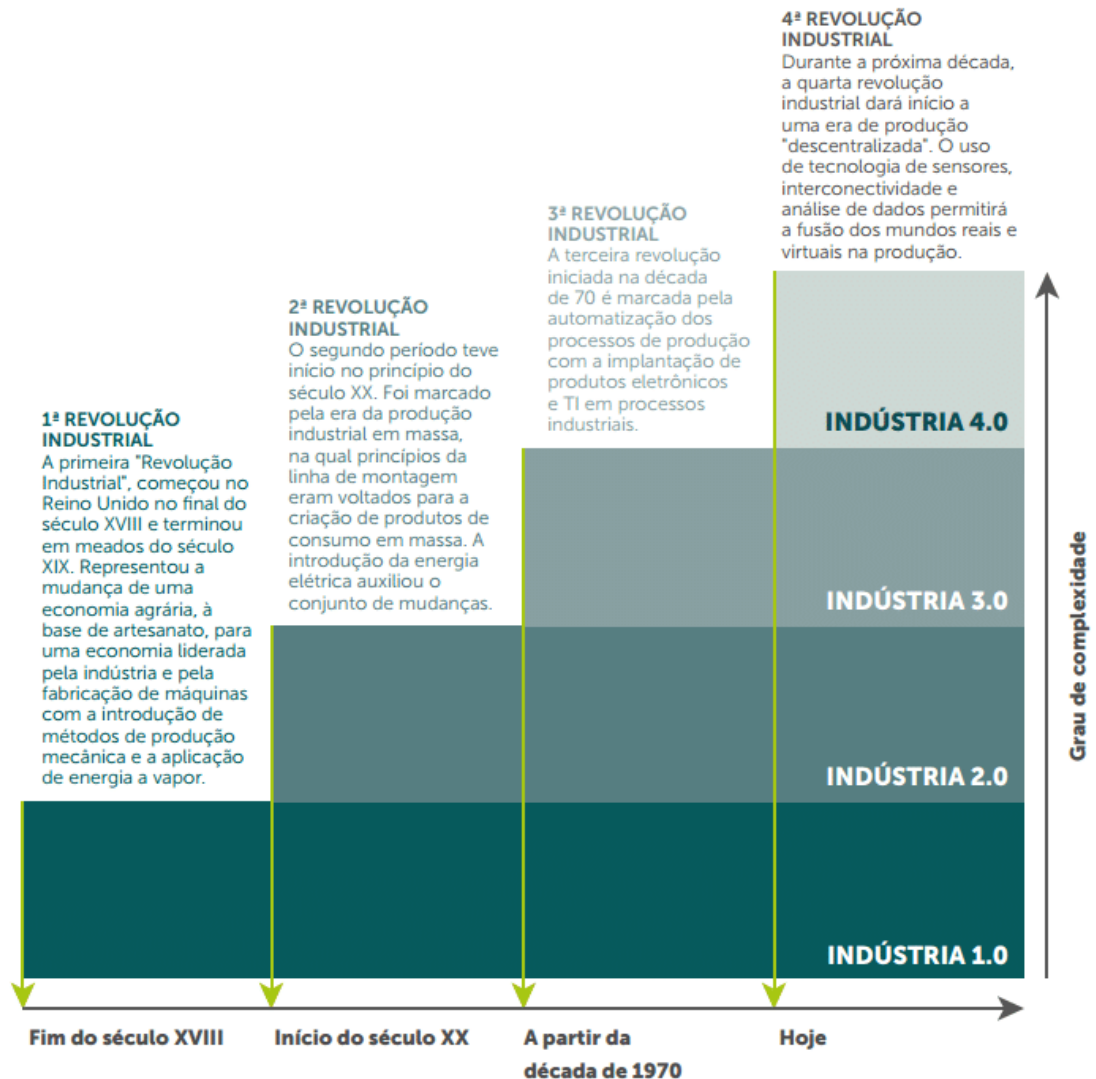 4ª REVOLUÇÃO
INDUSTRIAL
Durante a próxima década,
a quarta revolução
industrial dará início a
uma era de produção
"descentralizada". O uso
de tecnologia de sensores,
interconectividade e
análise de dados permitirá
a fusão dos mundos reais e
virtuais na produção.
3ª REVOLUÇÃO
INDUSTRIAL
A terceira revolução
iniciada na década
de 70 é marcada pela
automatização dos
processos de produção
com a implantação de
produtos eletrônicos
e TI em processos
industriais.
2ª REVOLUÇÃO
INDUSTRIAL
O segundo período teve
início no princípio do
século XX. Foi marcado
pela era da produção
industrial em massa,
na qual princípios da
linha de montagem
eram voltados para a
criação de produtos de
consumo em massa. A
introdução da energia
elétrica auxiliou o
conjunto de mudanças.
1ª REVOLUÇÃO
INDUSTRIAL
A primeira "Revolução
Industrial", começou no
Reino Unido no final do
século XVIII e terminou
em meados do século
XIX. Representou a
mudança de uma
economia agrária, à
base de artesanato, para
uma economia liderada
pela indústria e pela
fabricação de máquinas
com a introdução de
métodos de produção
mecânica e a aplicação
de energia a vapor.
INDÚSTRIA 4.0
INDÚSTRIA 3.0
INDÚSTRIA 2.0
INDÚSTRIA 1.0
Grau de complexidade
Fim do século XVIII
Início do século XX
A partir da
década de 1970
Hoje